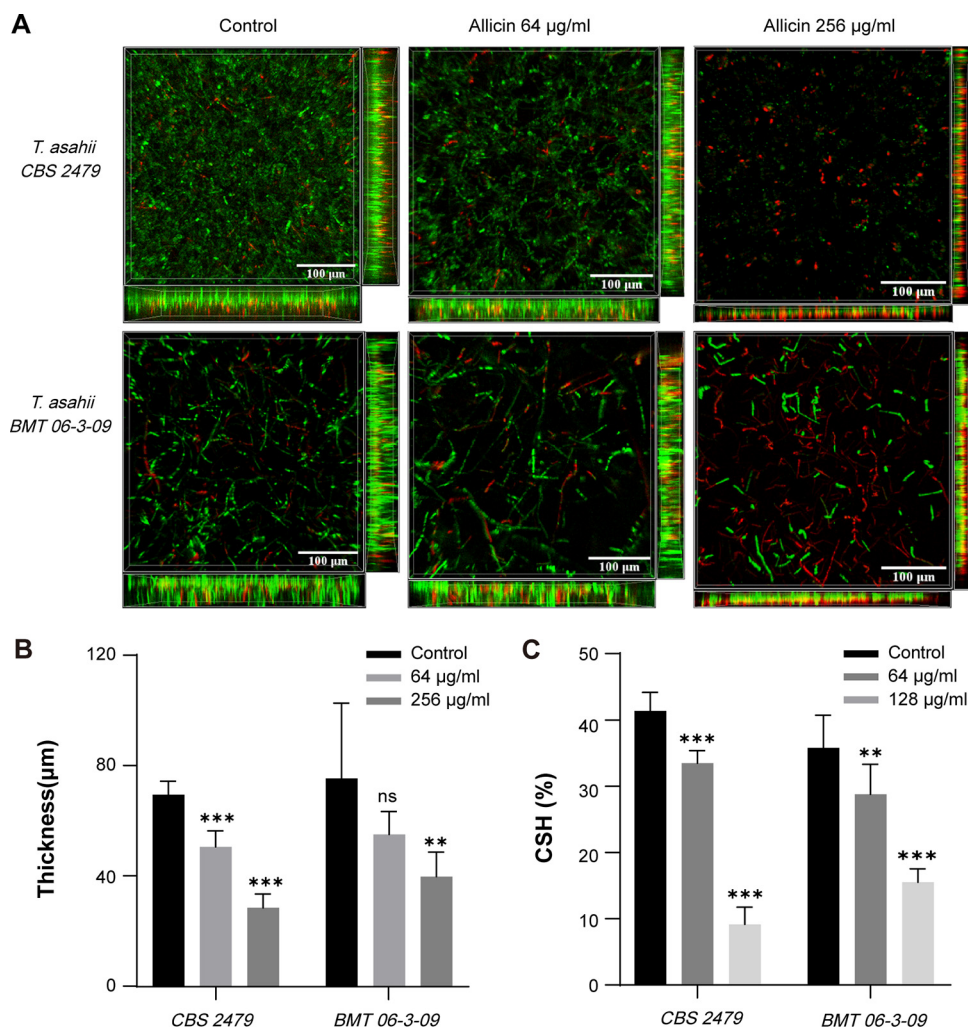 A
Control
Allicin 64 μg/ml
Allicin 256 μg/ml
T. asahii
CBS 2479
100 μm
100 μm
100 μm
T. asahii
BMT 06-3-09
100 μm
100 μm
100 μm
B
120
80
40
0
Thickness(μm)
Control
64 μg/ml
256 μg/ml
***
***
ns
**
CBS 2479
BMT 06-3-09
C
50
40
30
20
10
0
CSH (%)
Control
64 μg/ml
128 μg/ml
***
***
**
***
CBS 2479
BMT 06-3-09